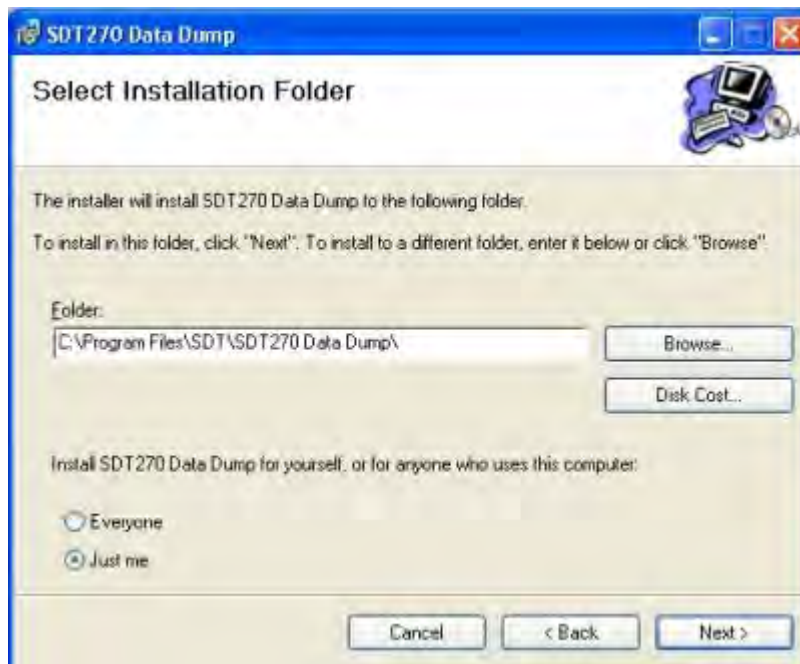 SDT270 Data Dump
Select Installation Folder
The installer will install SDT270 Data Dump to the following folder.
To install in this folder, click "Next". To install to a different folder, enter it below or click "Browse".
Folder:
C:\Program Files\SDT\SDT270 Data Dump\
Browse...
Disk Cost...
Install SDT270 Data Dump for yourself, or for anyone who uses this computer:
Everyone
Just me
Cancel
< Back
Next >